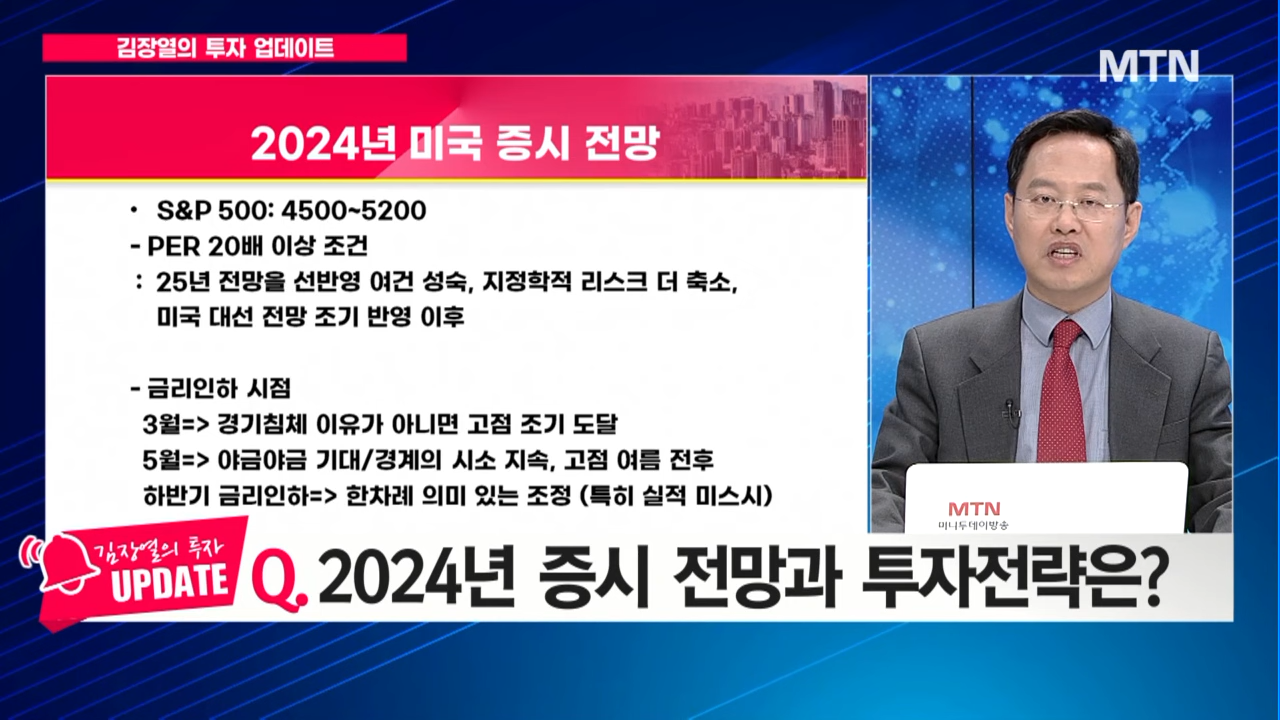 김장열의 투자 업데이트
MTN
2024년 미국 증시 전망
• S&P 500: 4500~5200
- PER 20배 이상 조건
: 25년 전망을 선반영 여건 성숙, 지정학적 리스크 더 축소,
미국 대선 전망 조기 반영 이후
- 금리인하 시점
3월=> 경기침체 이유가 아니면 고점 조기 도달
5월=> 야금야금 기대/경계의 시소 지속, 고점 여름 전후
하반기 금리인하=> 한차례 의미 있는 조정 (특히 실적 미스시)
MTN
머니투데이방송
김장열의 투자
UPDATE
Q. 2024년 증시 전망과 투자전략은?